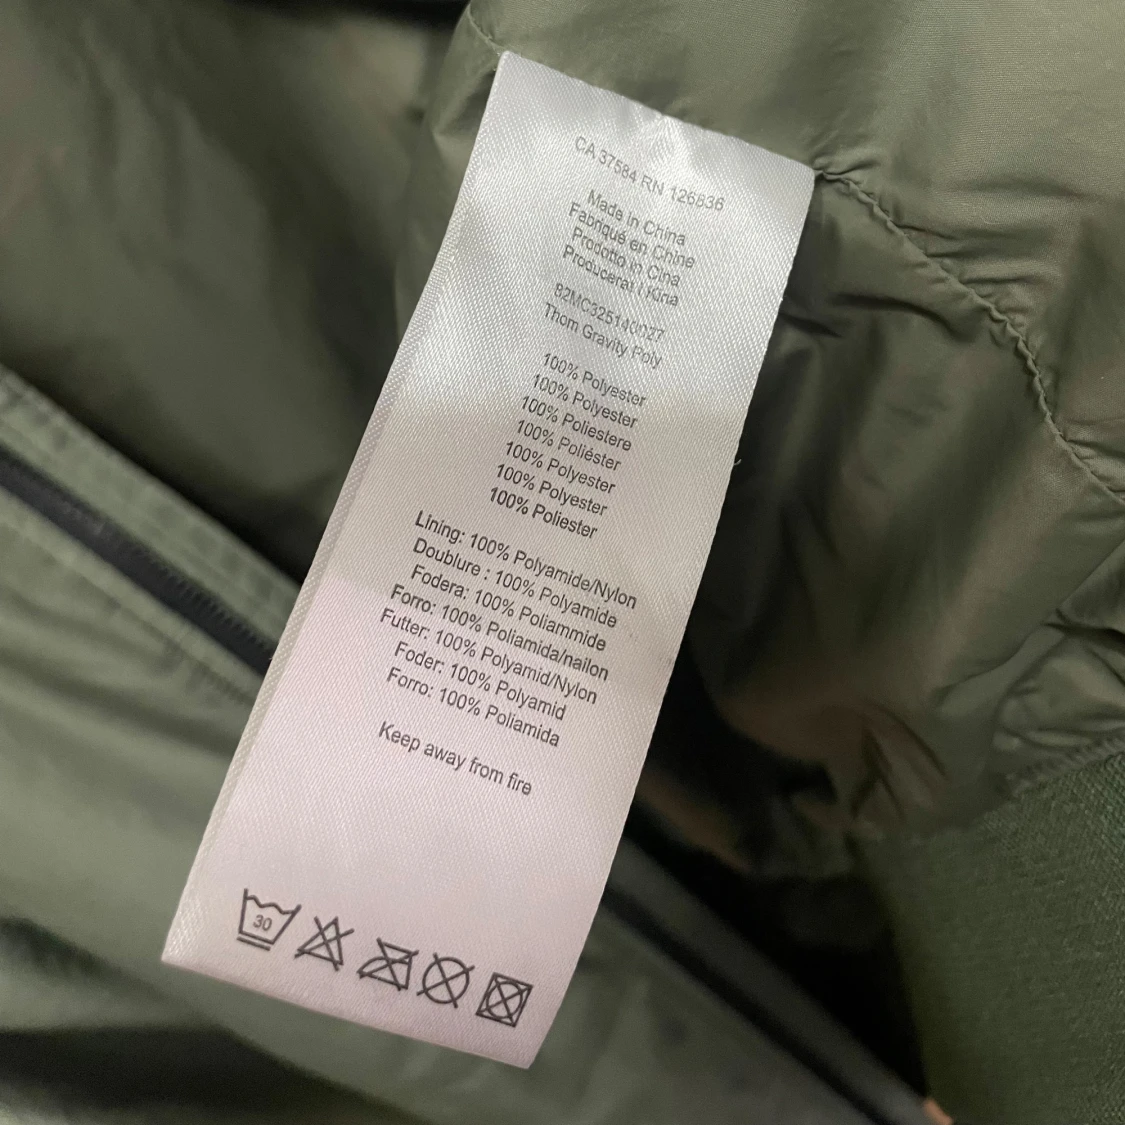 CA 37584 RN 126836
Made in China
Fabriqué en Chine
Prodotto in Cina
Producerat i Kina
82MC325140027
Thom Gravity Poly
100% Polyester
100% Polyester
100% Poliestere
100% Poliéster
100% Polyester
100% Polyester
100% Poliester
Lining: 100% Polyamide/Nylon
Doublure : 100% Polyamide
Fodera: 100% Poliammide
Forro: 100% Poliamida/nailon
Futter: 100% Polyamid/Nylon
Foder: 100% Polyamid
Forro: 100% Poliamida
Keep away from fire
30